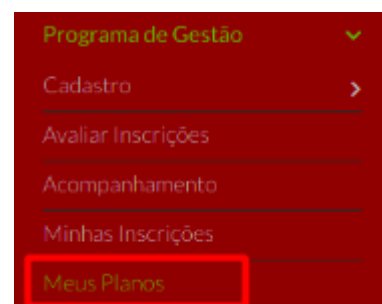 Programa de Gestão
Cadastro
Avaliar Inscrições
Acompanhamento
Minhas Inscrições
Meus Planos